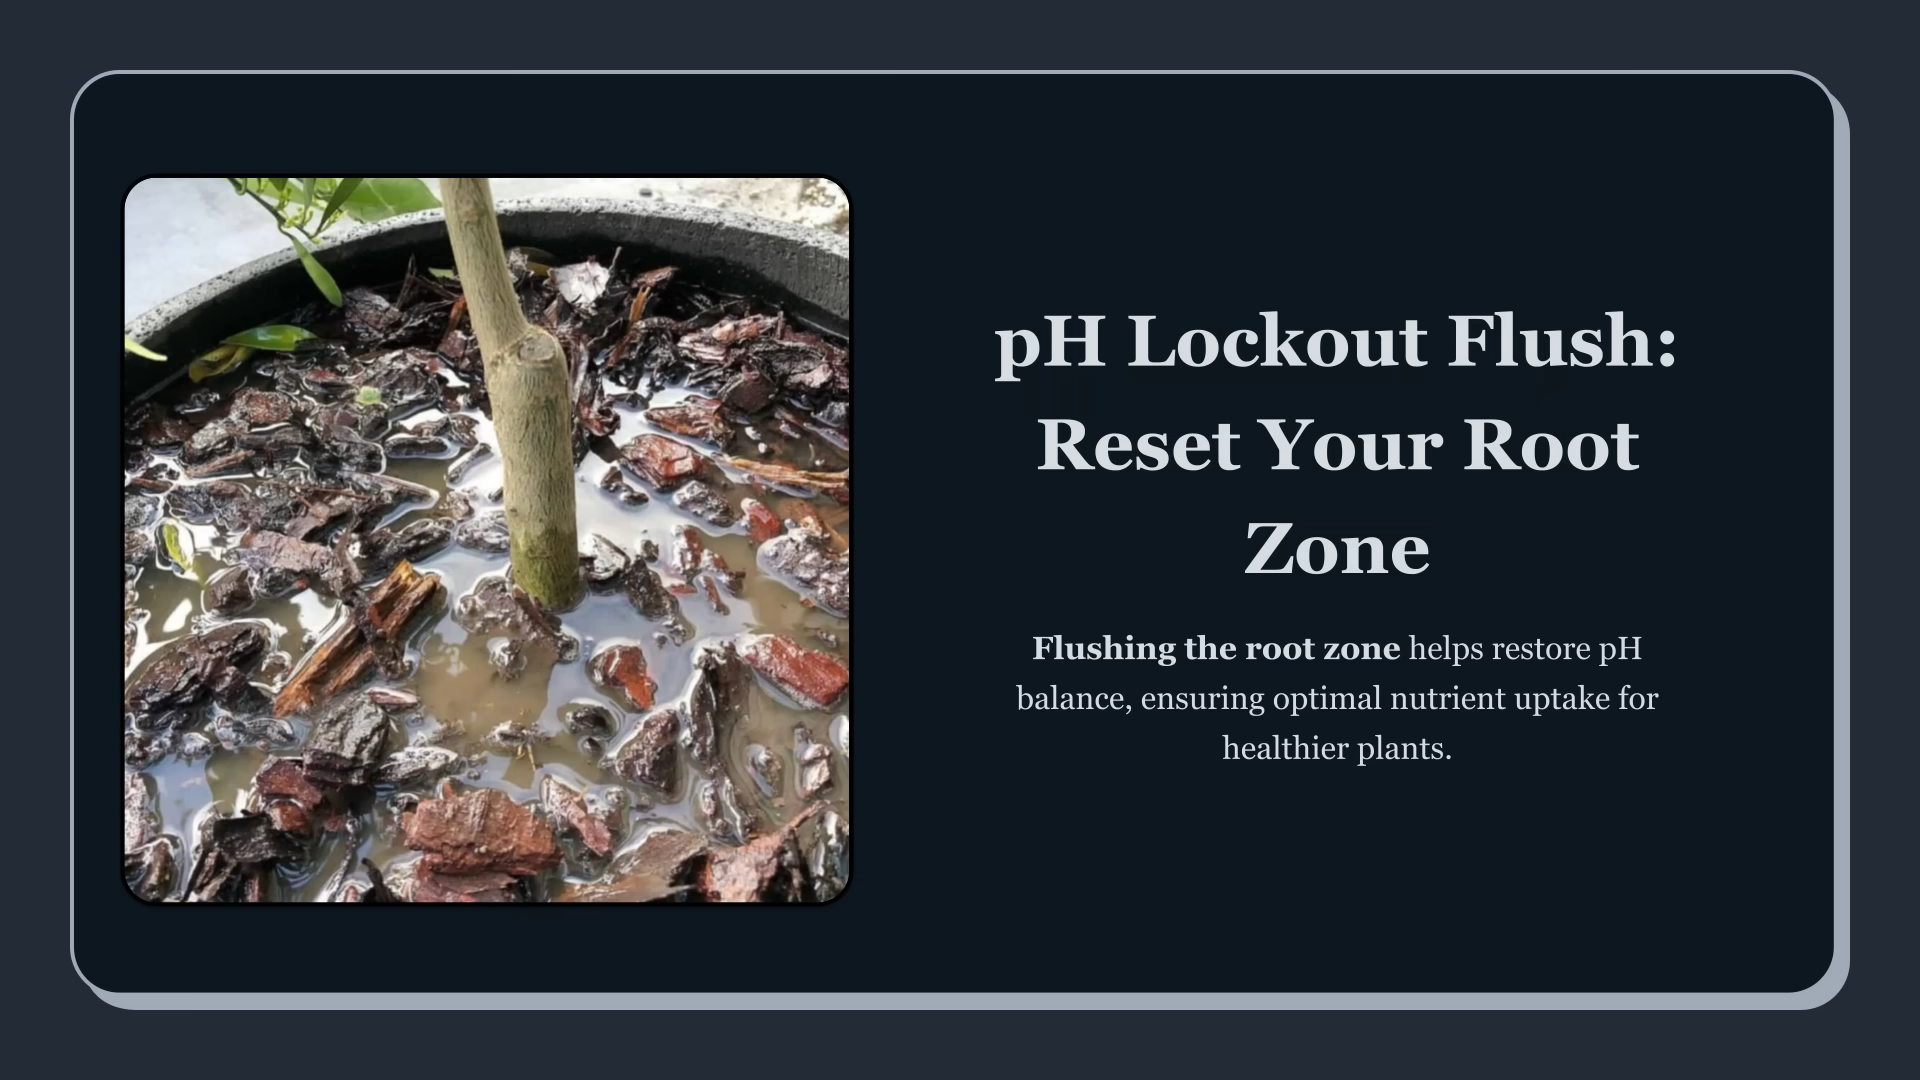 pH Lockout Flush:
Reset Your Root
Zone
Flushing the root zone helps restore pH
balance, ensuring optimal nutrient uptake for
healthier plants.